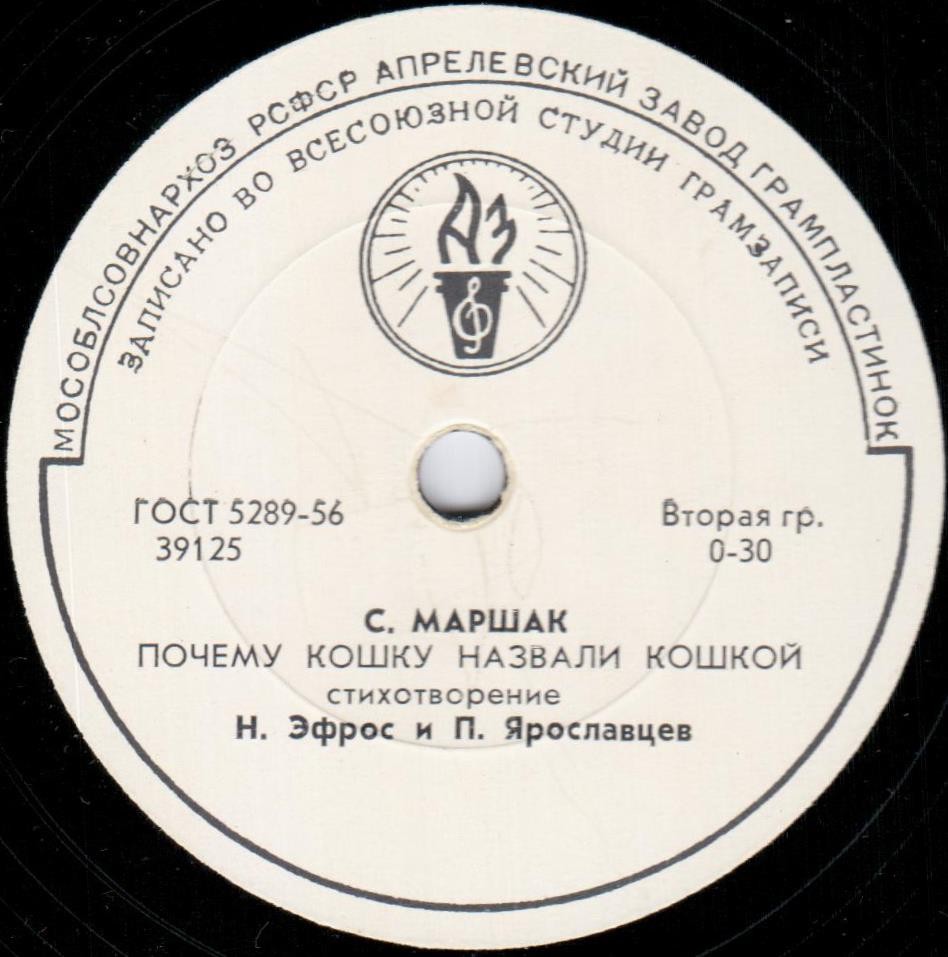 МОСОБЛСОВНАРХОЗ РСФСР АПРЕЛЕВСКИЙ ЗАВОД ГРАМПЛАСТИНОК
ЗАПИСАНО ВО ВСЕСОЮЗНОЙ СТУДИИ ГРАМЗАПИСИ
АЗ
ГОСТ 5289-56
39125
Вторая гр.
0-30
С. МАРШАК
ПОЧЕМУ КОШКУ НАЗВАЛИ КОШКОЙ
стихотворение
Н. Эфрос и П. Ярославцев